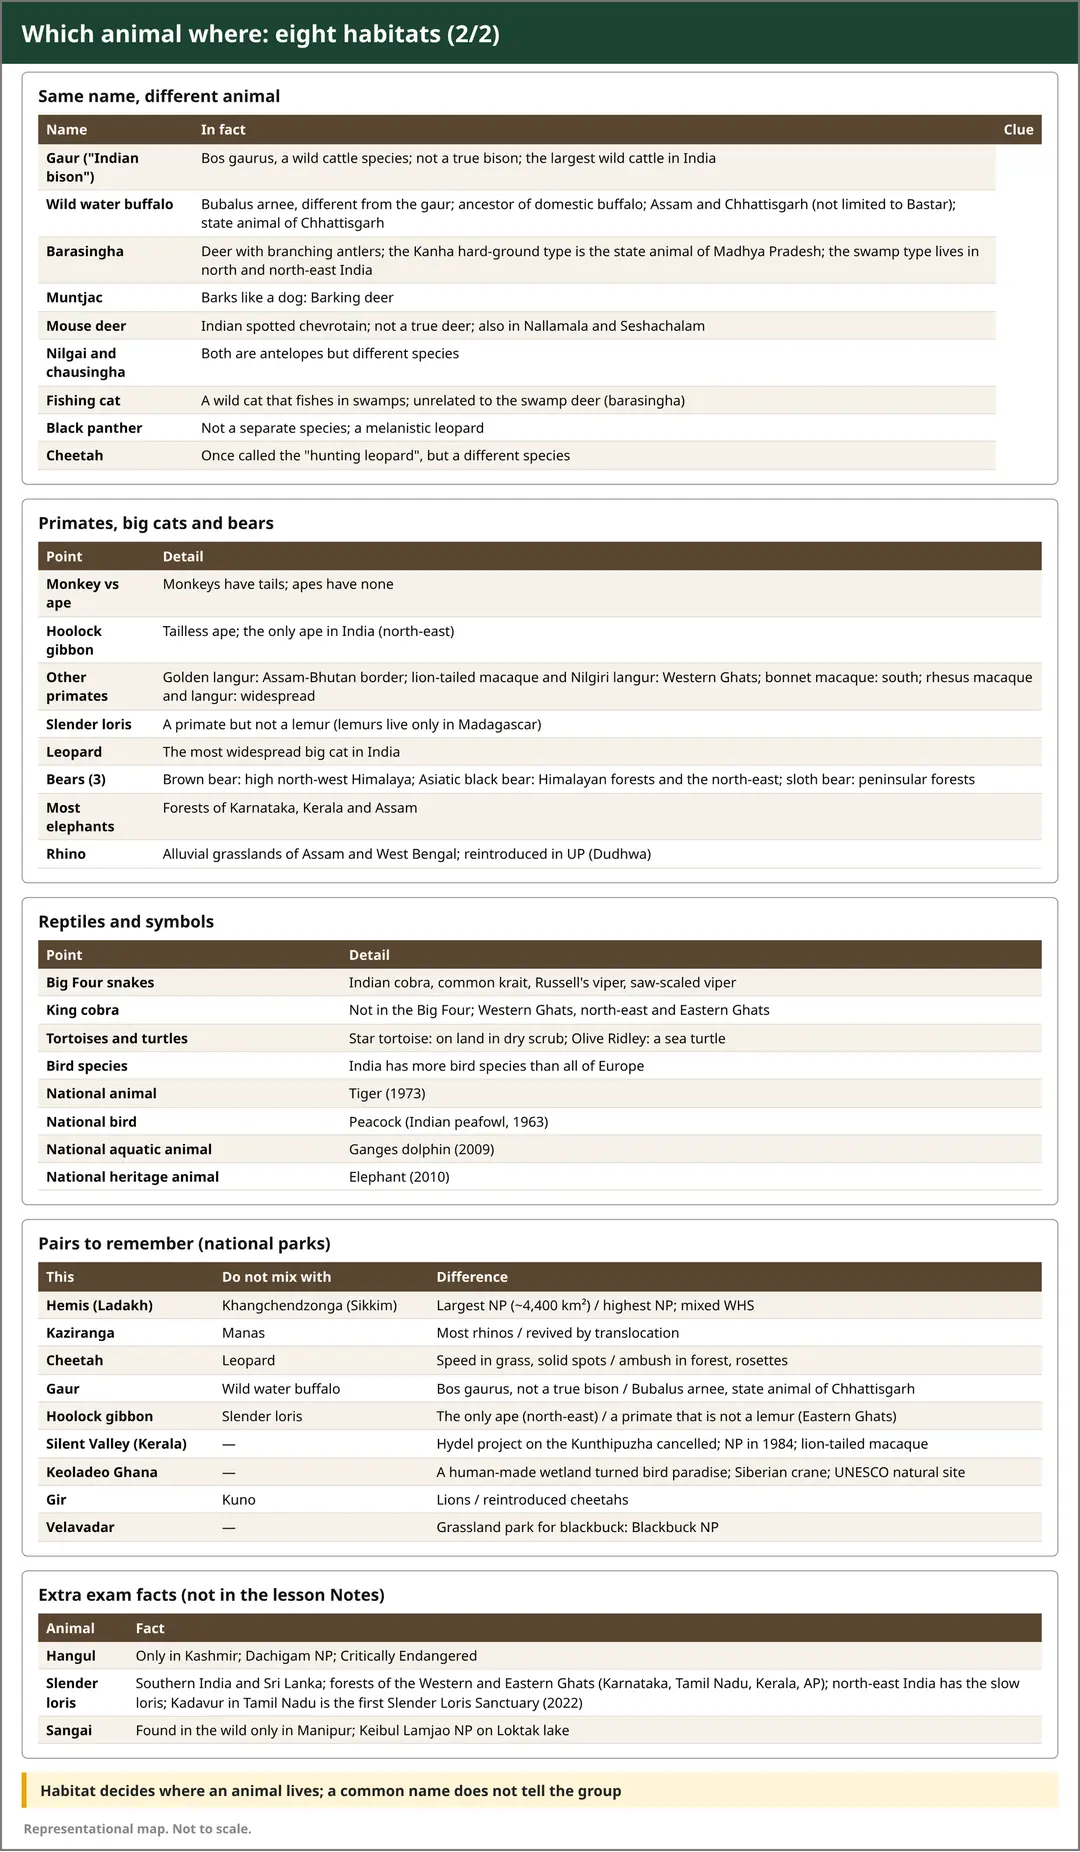 Which animal where: eight habitats (2/2)
Same name, different animal
Name In fact Clue
Gaur ("Indian bison") Bos gaurus, a wild cattle species; not a true bison; the largest wild cattle in India
Wild water buffalo Bubalus arnee, different from the gaur; ancestor of domestic buffalo; Assam and Chhattisgarh (not limited to Bastar);
state animal of Chhattisgarh
Barasingha Deer with branching antlers; the Kanha hard-ground type is the state animal of Madhya Pradesh; the swamp type lives in
north and north-east India
Muntjac Barks like a dog: Barking deer
Mouse deer Indian spotted chevrotain; not a true deer; also in Nallamala and Seshachalam
Nilgai and chausingha Both are antelopes but different species
Fishing cat A wild cat that fishes in swamps; unrelated to the swamp deer (barasingha)
Black panther Not a separate species; a melanistic leopard
Cheetah Once called the "hunting leopard", but a different species
Primates, big cats and bears
Point Detail
Monkey vs ape Monkeys have tails; apes have none
Hoolock gibbon Tailless ape; the only ape in India (north-east)
Other primates Golden langur: Assam-Bhutan border; lion-tailed macaque and Nilgiri langur: Western Ghats; bonnet macaque: south; rhesus macaque
and langur: widespread
Slender loris A primate but not a lemur (lemurs live only in Madagascar)
Leopard The most widespread big cat in India
Bears (3) Brown bear: high north-west Himalaya; Asiatic black bear: Himalayan forests and the north-east; sloth bear: peninsular forests
Most elephants Forests of Karnataka, Kerala and Assam
Rhino Alluvial grasslands of Assam and West Bengal; reintroduced in UP (Dudhwa)
Reptiles and symbols
Point Detail
Big Four snakes Indian cobra, common krait, Russell's viper, saw-scaled viper
King cobra Not in the Big Four; Western Ghats, north-east and Eastern Ghats
Tortoises and turtles Star tortoise: on land in dry scrub; Olive Ridley: a sea turtle
Bird species India has more bird species than all of Europe
National animal Tiger (1973)
National bird Peacock (Indian peafowl, 1963)
National aquatic animal Ganges dolphin (2009)
National heritage animal Elephant (2010)
Pairs to remember (national parks)
This Do not mix with Difference
Hemis (Ladakh) Khangchendzonga (Sikkim) Largest NP (~4,400 km²) / highest NP; mixed WHS
Kaziranga Manas Most rhinos / revived by translocation
Cheetah Leopard Speed in grass, solid spots / ambush in forest, rosettes
Gaur Wild water buffalo Bos gaurus, not a true bison / Bubalus arnee, state animal of Chhattisgarh
Hoolock gibbon Slender loris The only ape (north-east) / a primate that is not a lemur (Eastern Ghats)
Silent Valley (Kerala) — Hydel project on the Kunthipuzha cancelled; NP in 1984; lion-tailed macaque
Keoladeo Ghana — A human-made wetland turned bird paradise; Siberian crane; UNESCO natural site
Gir Kuno Lions / reintroduced cheetahs
Velavadar — Grassland park for blackbuck: Blackbuck NP
Extra exam facts (not in the lesson Notes)
Animal Fact
Hangul Only in Kashmir; Dachigam NP; Critically Endangered
Slender loris Southern India and Sri Lanka; forests of the Western and Eastern Ghats (Karnataka, Tamil Nadu, Kerala, AP); north-east India has the slow
loris; Kadavur in Tamil Nadu is the first Slender Loris Sanctuary (2022)
Sangai Found in the wild only in Manipur; Keibul Lamjao NP on Loktak lake
Habitat decides where an animal lives; a common name does not tell the group
Representational map. Not to scale.